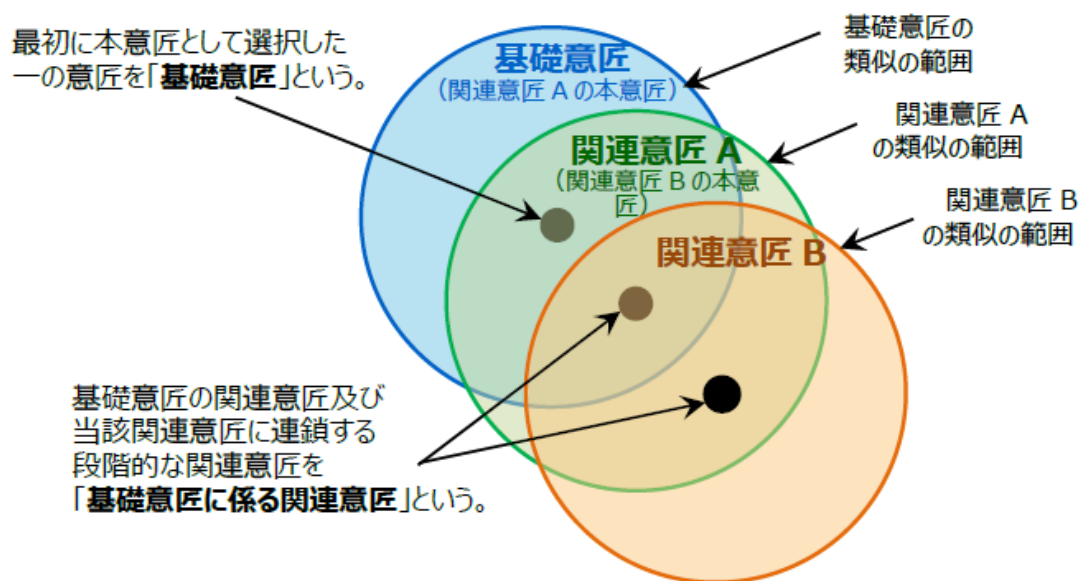 最初に本意匠として選択した
一の意匠を「基礎意匠」という。
基礎意匠
（関連意匠 A の本意匠）
基礎意匠の
類似の範囲
関連意匠 A
（関連意匠 B の本意
匠）
関連意匠 A
の類似の範囲
関連意匠 B
関連意匠 B
の類似の範囲
基礎意匠の関連意匠及び
当該関連意匠に連鎖する
段階的な関連意匠を
「基礎意匠に係る関連意匠」という。